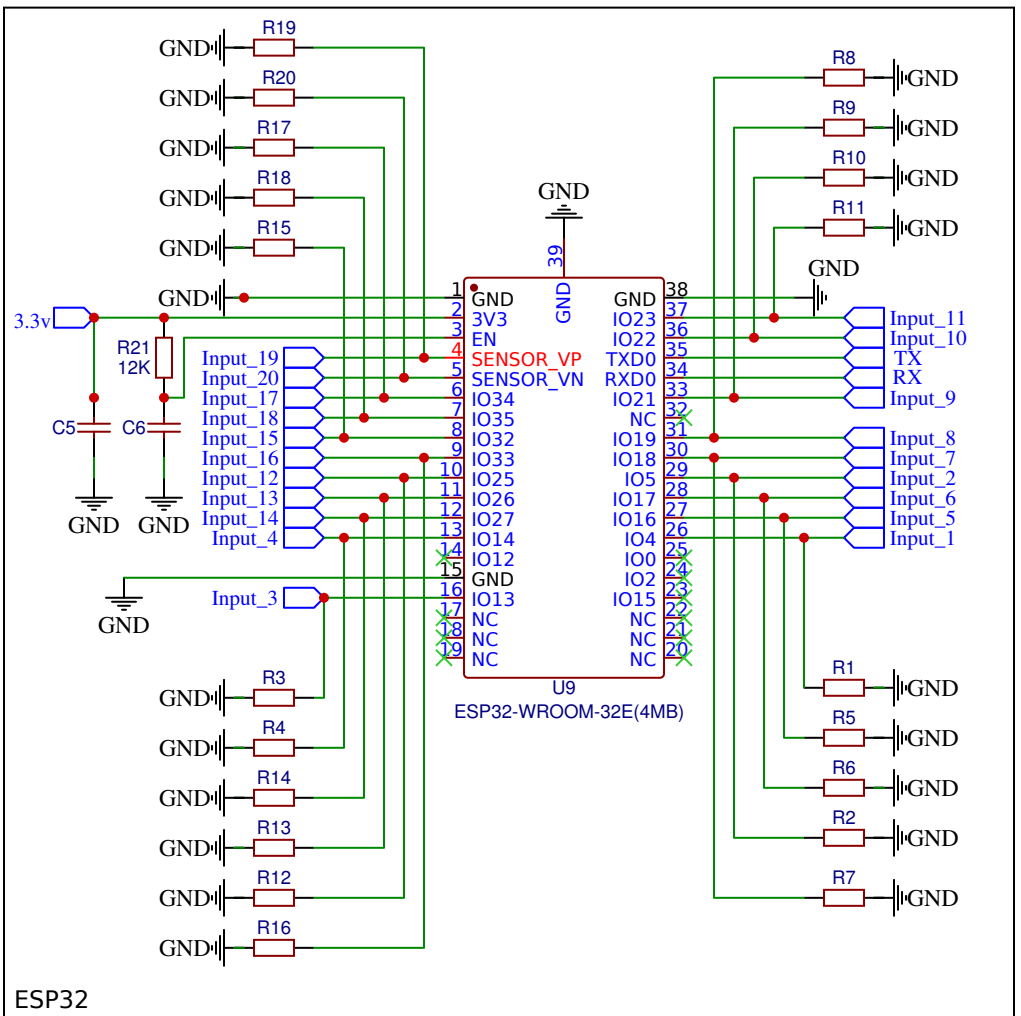 R19
GND
R20
GND
R17
GND
R18
GND
R15
GND
R8
GND
R9
GND
R10
GND
R11
GND
GND
39
GND
GND
3.3v
R21
12K
C5
C6
GND
GND
Input_19
Input_20
Input_17
Input_18
Input_15
Input_16
Input_12
Input_13
Input_14
Input_4
GND
Input_3
1 GND
2 3V3
3 EN
4 SENSOR_VP
5 SENSOR_VN
6 IO34
7 IO35
8 IO32
9 IO33
10 IO25
11 IO26
12 IO27
13 IO14
14 IO12
15 GND
16 IO13
17 NC
18 NC
19 NC
GND 38
IO23 37
IO22 36
TXD0 35
RXD0 34
IO21 33
NC 32
IO19 31
IO18 30
IO5 29
IO17 28
IO16 27
IO4 26
IO0 25
IO2 24
IO15 23
NC 22
NC 21
NC 20
GND
Input_11
Input_10
TX
RX
Input_9
Input_8
Input_7
Input_2
Input_6
Input_5
Input_1
U9
ESP32-WROOM-32E(4MB)
R3
GND
R4
GND
R14
GND
R13
GND
R12
GND
R16
GND
R1
GND
R5
GND
R6
GND
R2
GND
R7
GND
ESP32